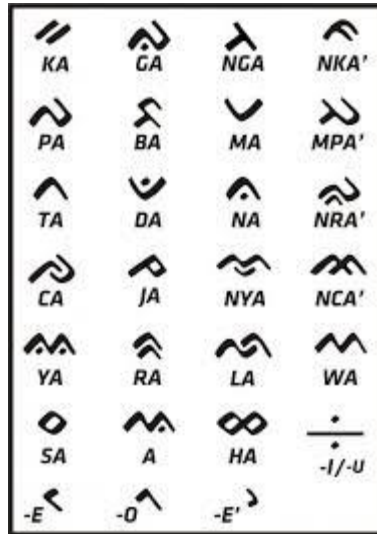 ᨀ ᨁ ᨂ ᨃ
KA GA NGA NKA'
ᨄ ᨅ ᨆ ᨇ
PA BA MA MPA'
ᨈ ᨉ ᨊ ᨋ
TA DA NA NRA'
ᨌ ᨍ ᨎ ᨏ
CA JA NYA NCA'
ᨐ ᨑ ᨒ ᨓ
YA RA LA WA
ᨔ ᨕ ᨖ
SA A HA -I/-U
-E -O -E'